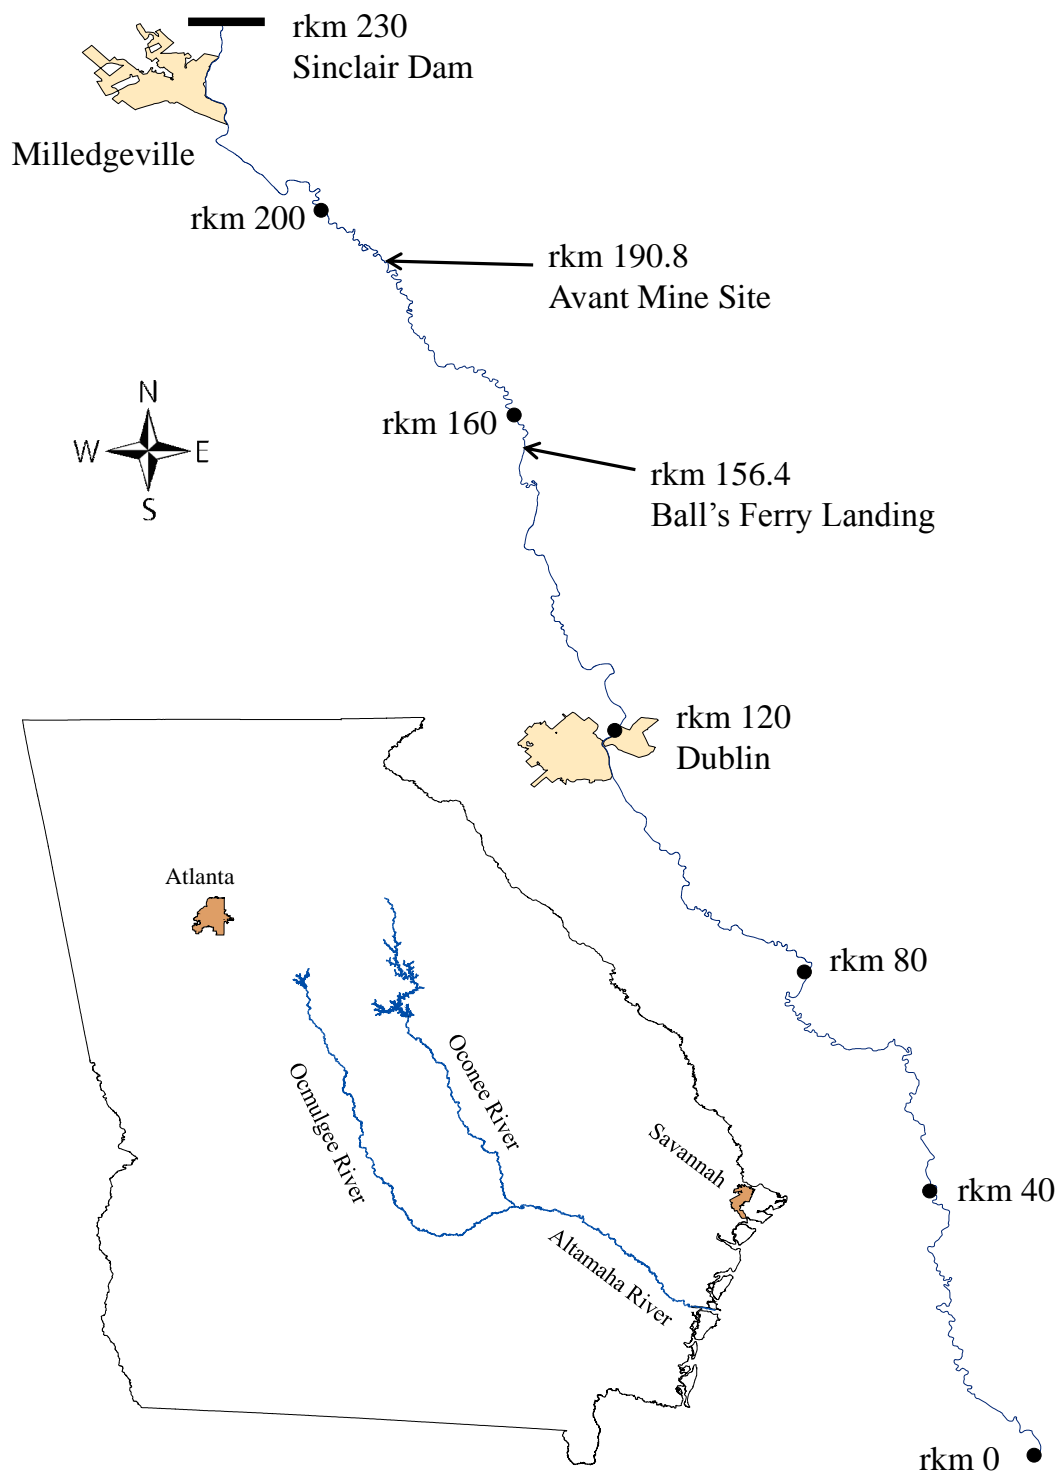 rkm 230
Sinclair Dam
Milledgeville
rkm 200
rkm 190.8
Avant Mine Site
N
W
E
S
rkm 160
rkm 156.4
Ball's Ferry Landing
rkm 120
Dublin
Atlanta
rkm 80
Oconee River
Ocmulgee River
Savannah
rkm 40
Altamaha River
rkm 0